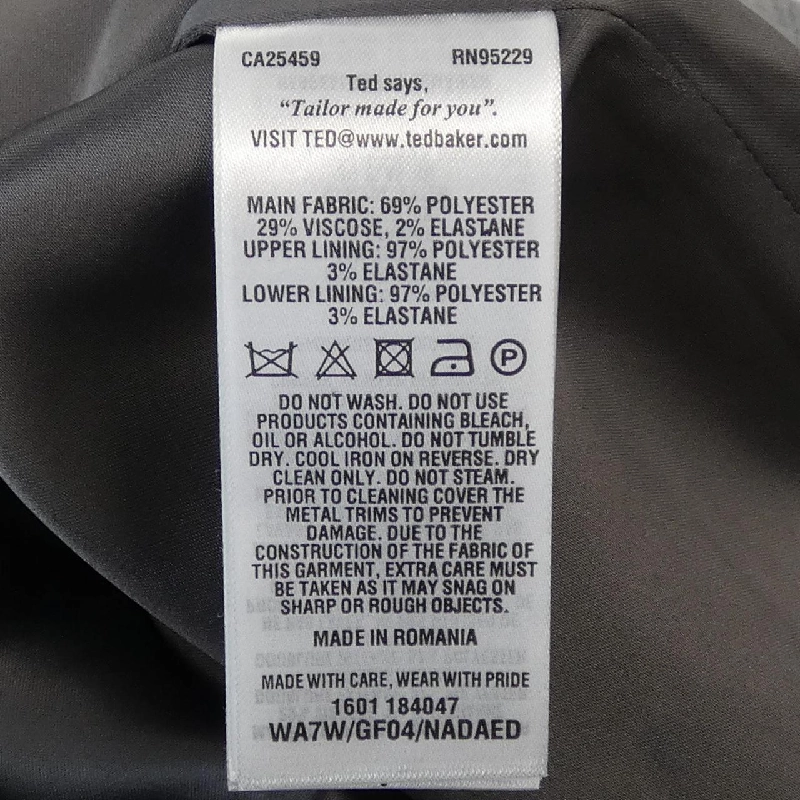 CA25459 RN95229
Ted says,
“Tailor made for you”.
VISIT TED@www.tedbaker.com
MAIN FABRIC: 69% POLYESTER
29% VISCOSE, 2% ELASTANE
UPPER LINING: 97% POLYESTER
3% ELASTANE
LOWER LINING: 97% POLYESTER
3% ELASTANE
P
DO NOT WASH. DO NOT USE
PRODUCTS CONTAINING BLEACH,
OIL OR ALCOHOL. DO NOT TUMBLE
DRY. COOL IRON ON REVERSE. DRY
CLEAN ONLY. DO NOT STEAM.
PRIOR TO CLEANING COVER THE
METAL TRIMS TO PREVENT
DAMAGE. DUE TO THE
CONSTRUCTION OF THE FABRIC OF
THIS GARMENT, EXTRA CARE MUST
BE TAKEN AS IT MAY SNAG ON
SHARP OR ROUGH OBJECTS.
MADE IN ROMANIA
MADE WITH CARE, WEAR WITH PRIDE
1601 184047
WA7W/GF04/NADAED